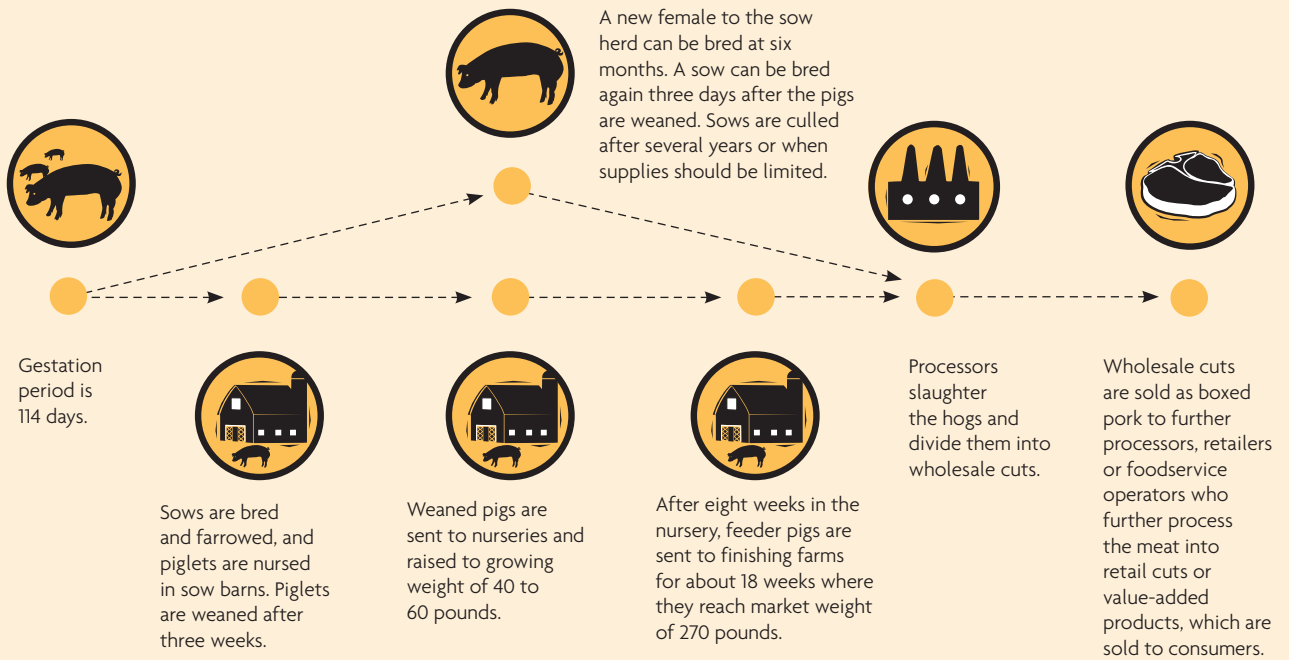 A new female to the sow
herd can be bred at six
months. A sow can be bred
again three days after the pigs
are weaned. Sows are culled
after several years or when
supplies should be limited.
Gestation
period is
114 days.
Sows are bred
and farrowed, and
piglets are nursed
in sow barns. Piglets
are weaned after
three weeks.
Weaned pigs are
sent to nurseries and
raised to growing
weight of 40 to
60 pounds.
After eight weeks in the
nursery, feeder pigs are
sent to finishing farms
for about 18 weeks where
they reach market weight
of 270 pounds.
Processors
slaughter
the hogs and
divide them into
wholesale cuts.
Wholesale cuts
are sold as boxed
pork to further
processors, retailers
or foodservice
operators who
further process
the meat into
retail cuts or
value-added
products, which are
sold to consumers.